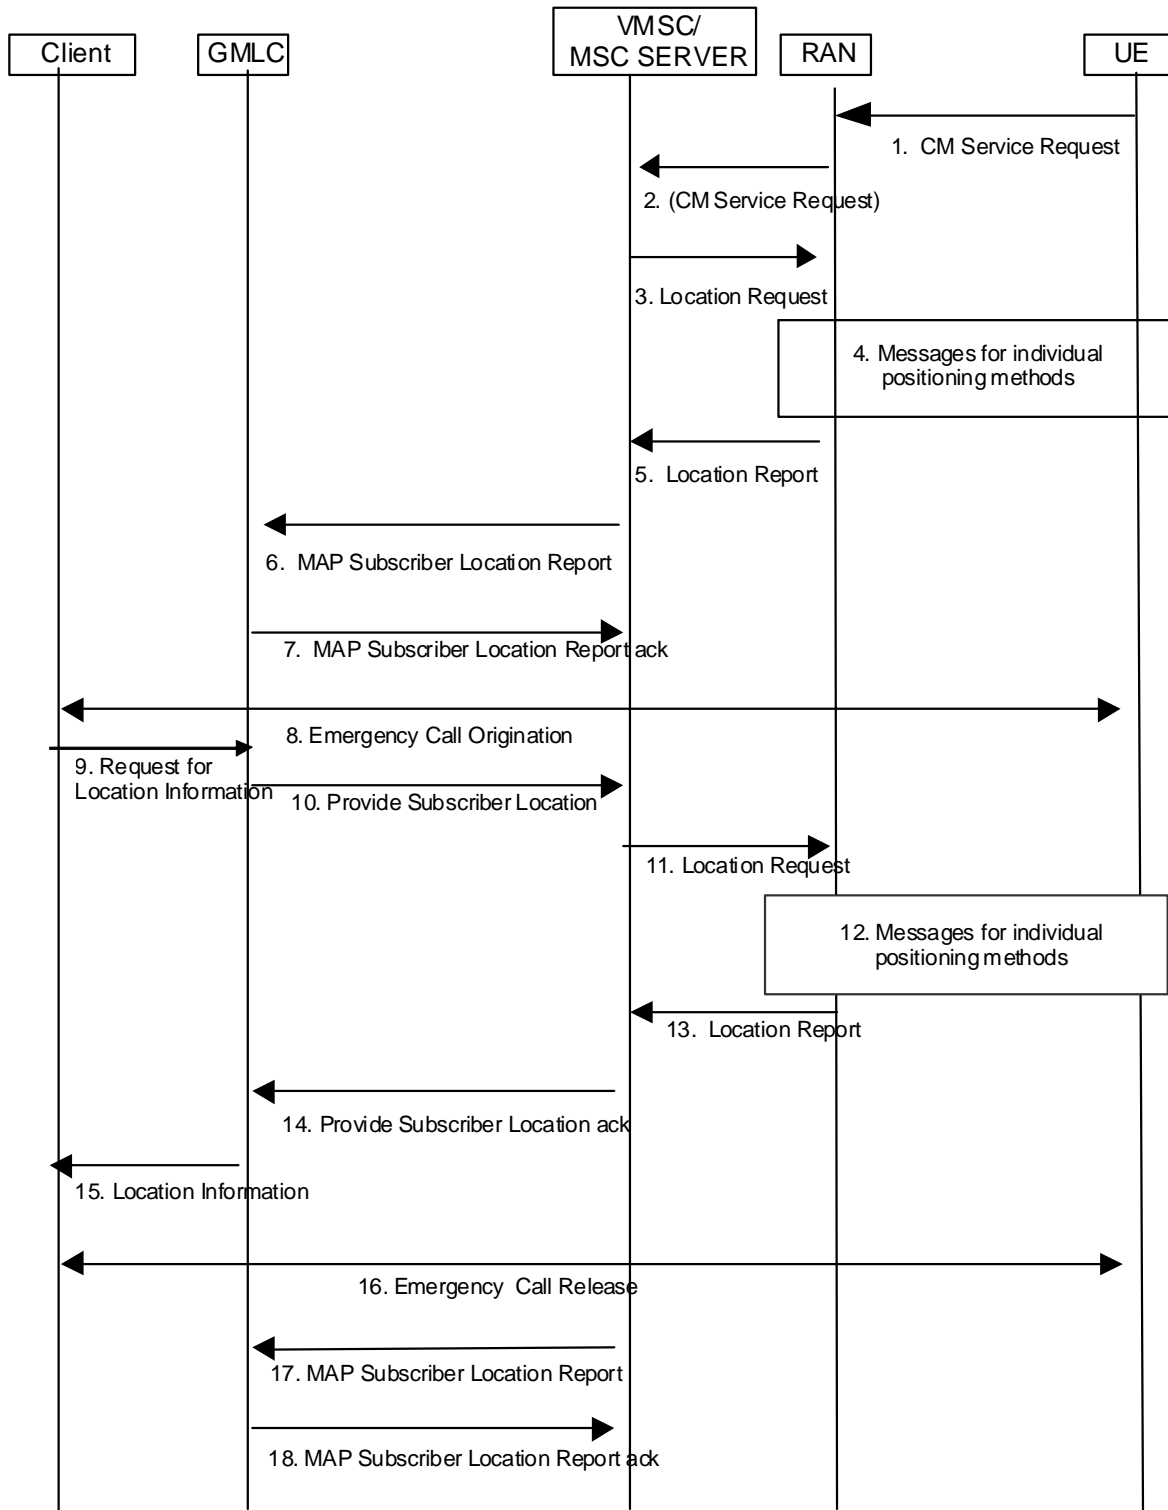 Client
GMLC
VMSC/
MSC SERVER
RAN
UE
1. CM Service Request
2. (CM Service Request)
3. Location Request
4. Messages for individual
positioning methods
5. Location Report
6. MAP Subscriber Location Report
7. MAP Subscriber Location Report ack
8. Emergency Call Origination
9. Request for
Location Information
10. Provide Subscriber Location
11. Location Request
12. Messages for individual
positioning methods
13. Location Report
14. Provide Subscriber Location ack
15. Location Information
16. Emergency Call Release
17. MAP Subscriber Location Report
18. MAP Subscriber Location Report ack